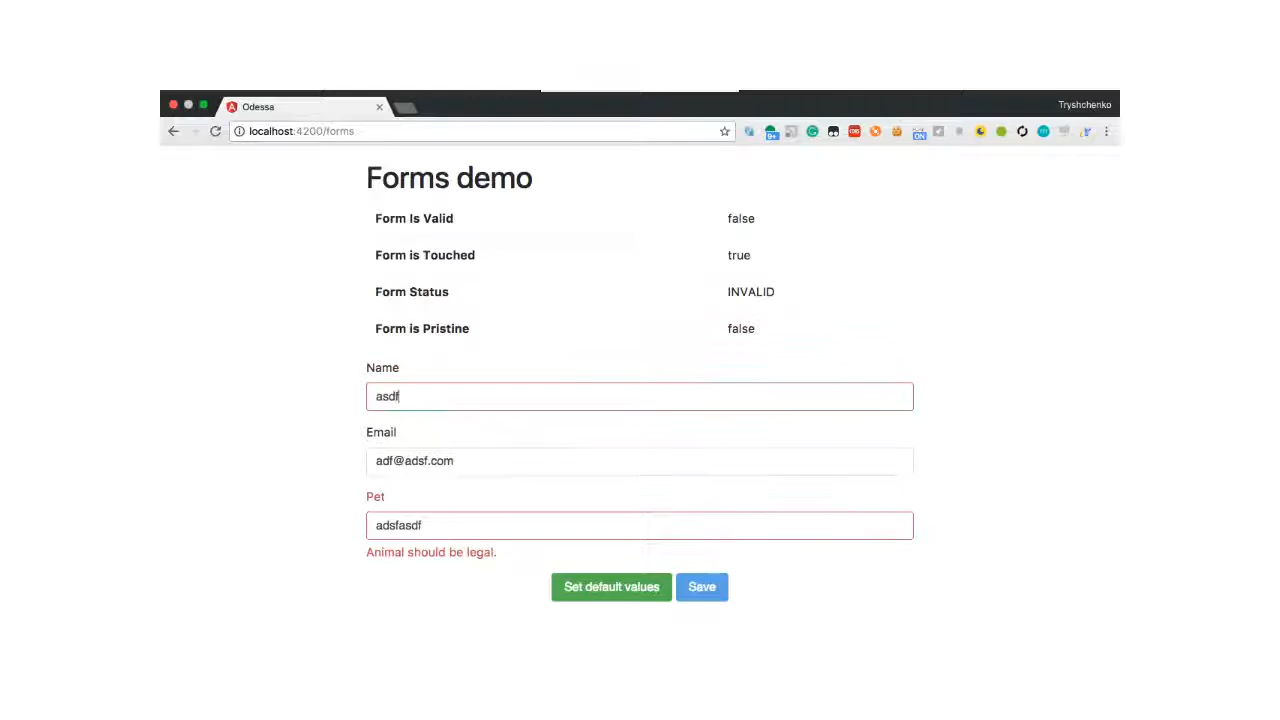 Odessa
Tryshchenko
localhost:4200/forms
9+
ON
Forms demo
Form Is Valid false
Form is Touched true
Form Status INVALID
Form is Pristine false
Name
asdf
Email
adf@adsf.com
Pet
adsfasdf
Animal should be legal.
Set default values Save